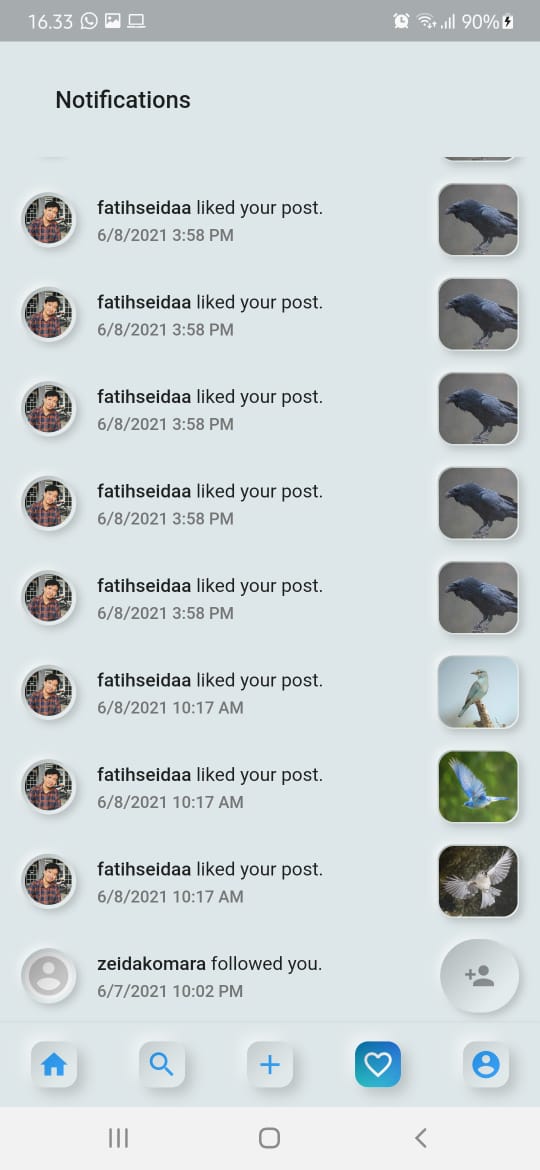 16.33
90%
Notifications
fatihseidaa liked your post.
6/8/2021 3:58 PM
fatihseidaa liked your post.
6/8/2021 3:58 PM
fatihseidaa liked your post.
6/8/2021 3:58 PM
fatihseidaa liked your post.
6/8/2021 3:58 PM
fatihseidaa liked your post.
6/8/2021 3:58 PM
fatihseidaa liked your post.
6/8/2021 10:17 AM
fatihseidaa liked your post.
6/8/2021 10:17 AM
fatihseidaa liked your post.
6/8/2021 10:17 AM
zeidakomara followed you.
6/7/2021 10:02 PM